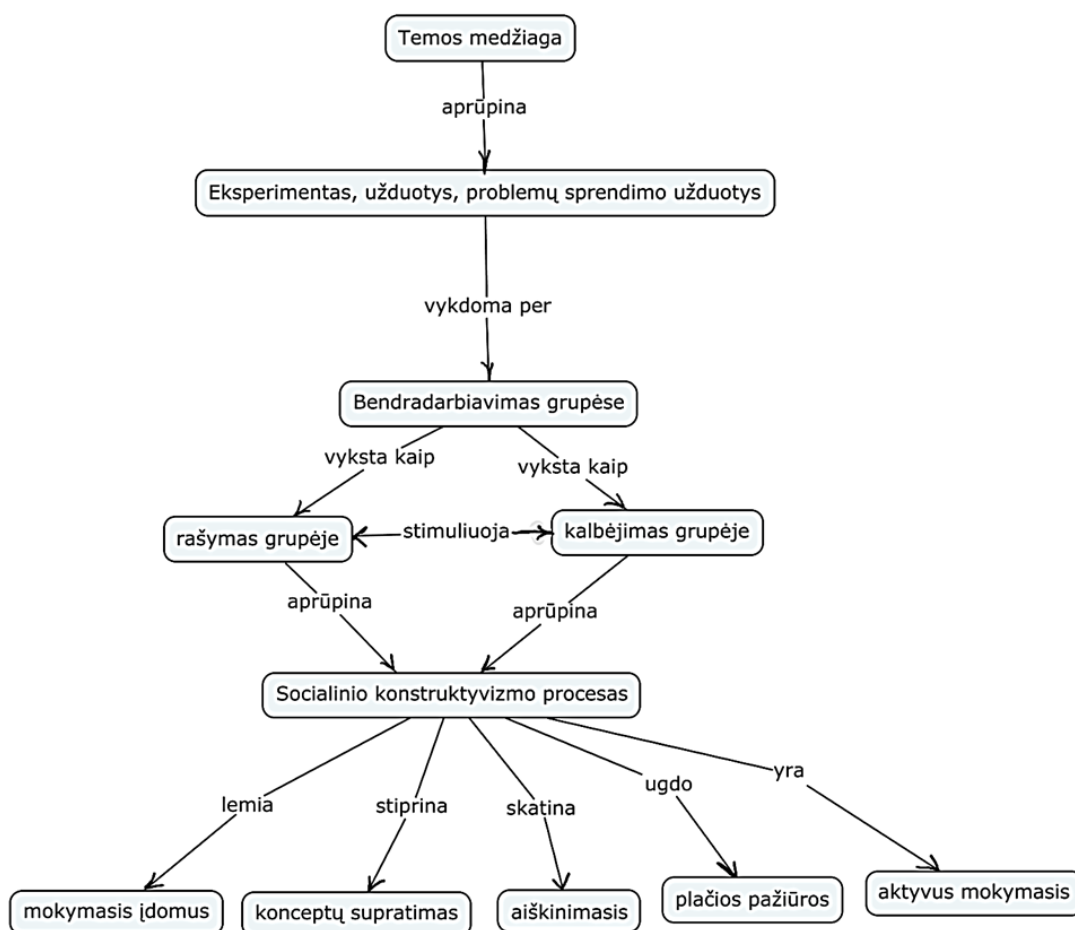 Temos medžiaga
aprūpina
Eksperimentas, užduotys, problemų sprendimo užduotys
vykdoma per
Bendradarbiavimas grupėse
vyksta kaip
vyksta kaip
rašymas grupėje
stimuliuoja
kalbėjimas grupėje
aprūpina
aprūpina
Socialinio konstruktyvizmo procesas
lemia
stiprina
skatina
ugdo
yra
mokymasis įdomus
konceptų supratimas
aiškinimasis
plačios pažiūros
aktyvus mokymasis